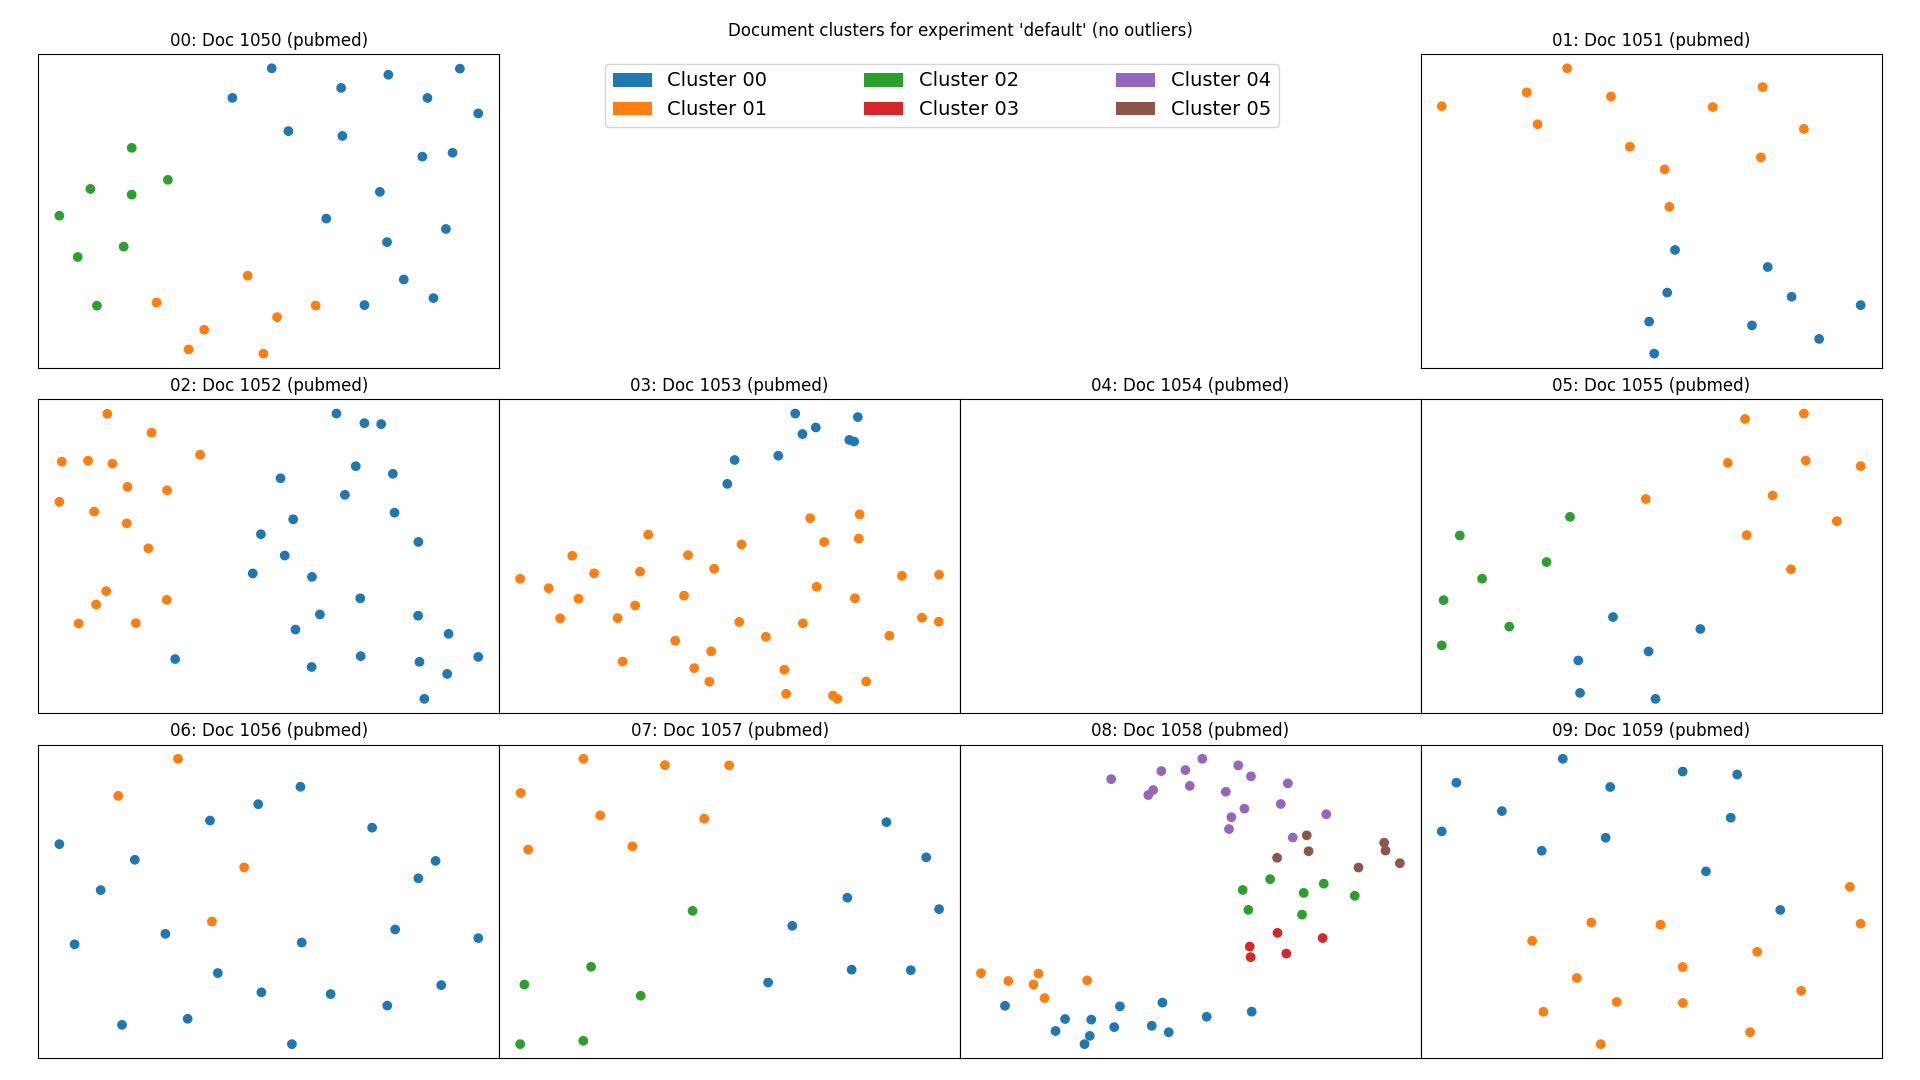 Document clusters for experiment 'default' (no outliers)
00: Doc 1050 (pubmed)
01: Doc 1051 (pubmed)
Cluster 00
Cluster 02
Cluster 04
Cluster 01
Cluster 03
Cluster 05
02: Doc 1052 (pubmed)
03: Doc 1053 (pubmed)
04: Doc 1054 (pubmed)
05: Doc 1055 (pubmed)
06: Doc 1056 (pubmed)
07: Doc 1057 (pubmed)
08: Doc 1058 (pubmed)
09: Doc 1059 (pubmed)